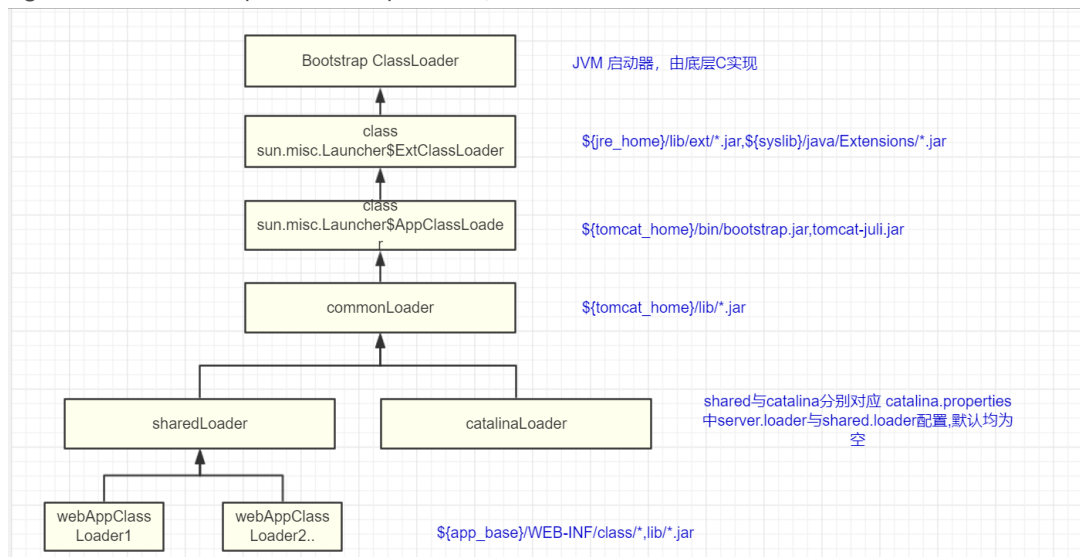 Bootstrap ClassLoader
JVM 启动器，由底层C实现
class
sun.misc.Launcher$ExtClassLoader
${jre_home}/lib/ext/*.jar,${syslib}/java/Extensions/*.jar
class
sun.misc.Launcher$AppClassLoade
r
${tomcat_home}/bin/bootstrap.jar,tomcat-juli.jar
commonLoader
${tomcat_home}/lib/*.jar
sharedLoader
catalinaLoader
shared与catalina分别对应 catalina.properties
中server.loader与shared.loader配置,默认均为
空
webAppClass
Loader1
webAppClass
Loader2..
${app_base}/WEB-INF/class/*,lib/*.jar